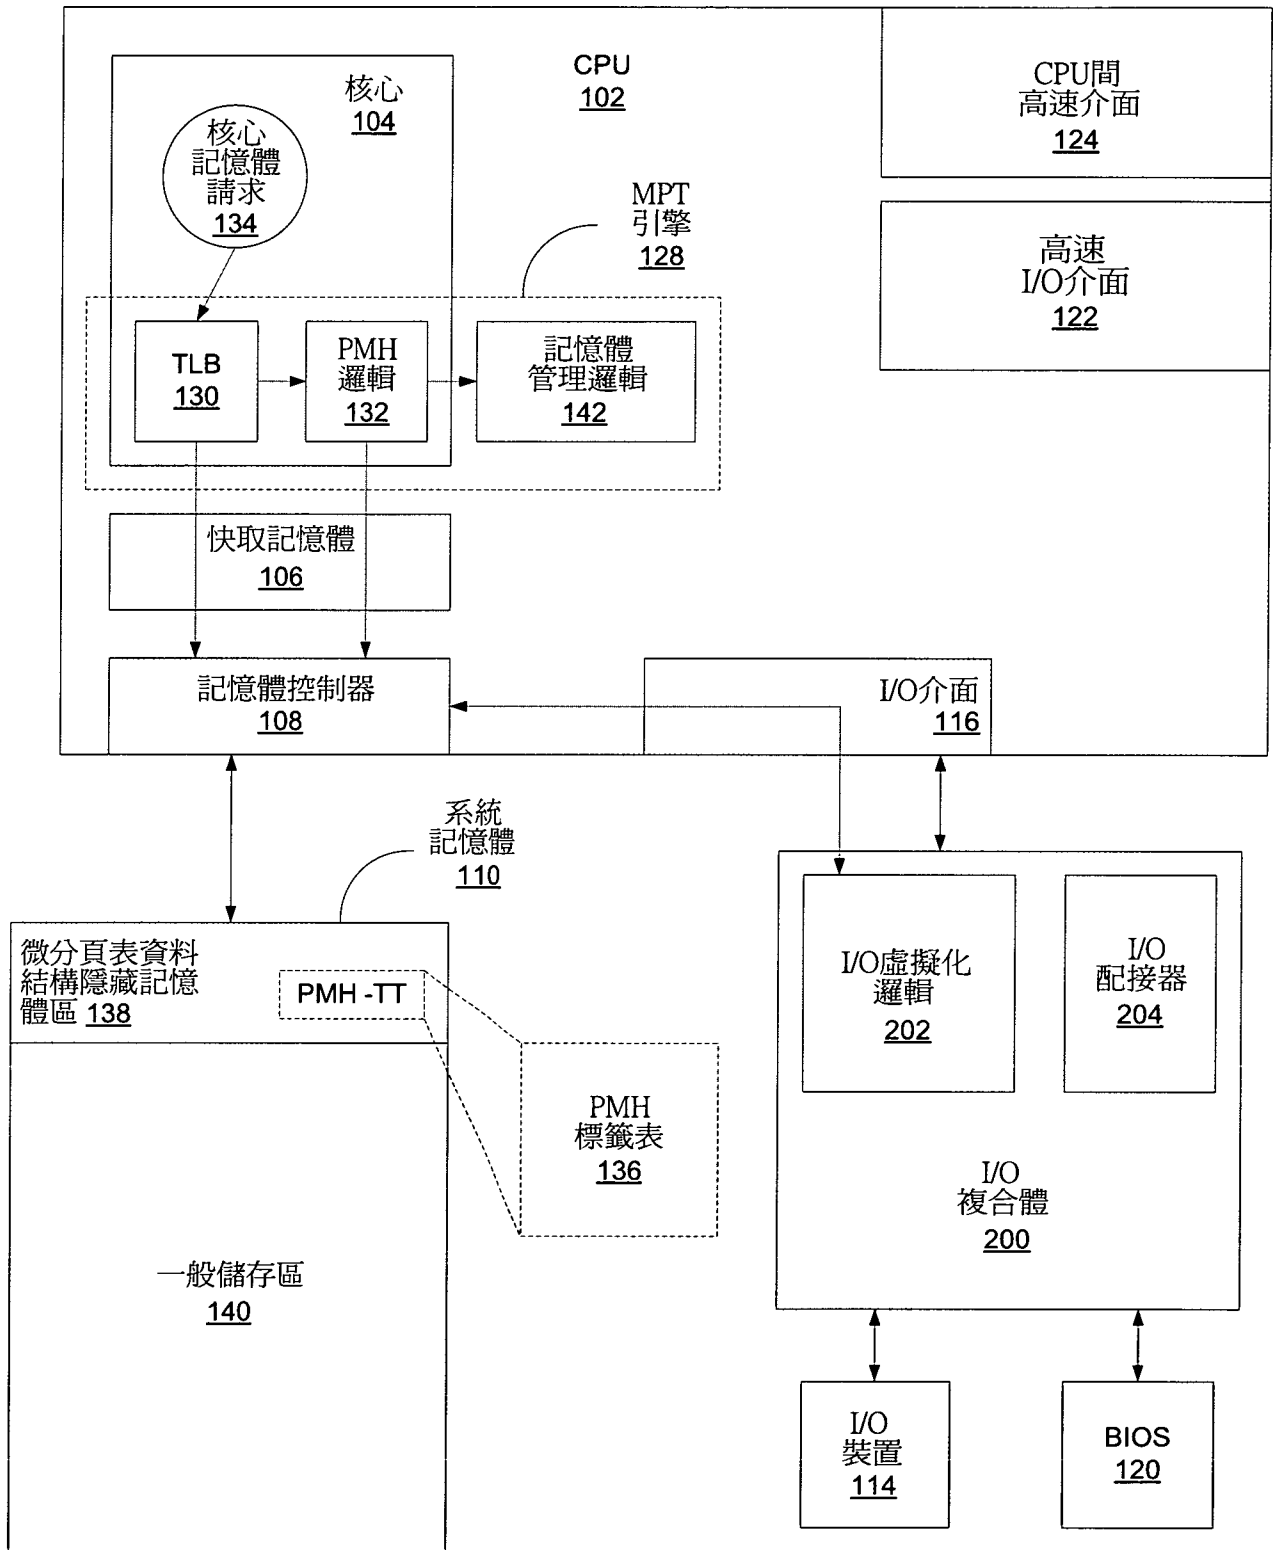 CPU
102
CPU間
高速介面
124
核心
104
核心
記憶體
請求
134
MPT
引擎
128
高速
I/O介面
122
TLB
130
PMH
邏輯
132
記憶體
管理邏輯
142
快取記憶體
106
記憶體控制器
108
I/O介面
116
系統
記憶體
110
微分頁表資料
結構隱藏記憶
體區 138
PMH -TT
PMH
標籤表
136
一般儲存區
140
I/O虛擬化
邏輯
202
I/O
配接器
204
I/O
複合體
200
I/O
裝置
114
BIOS
120